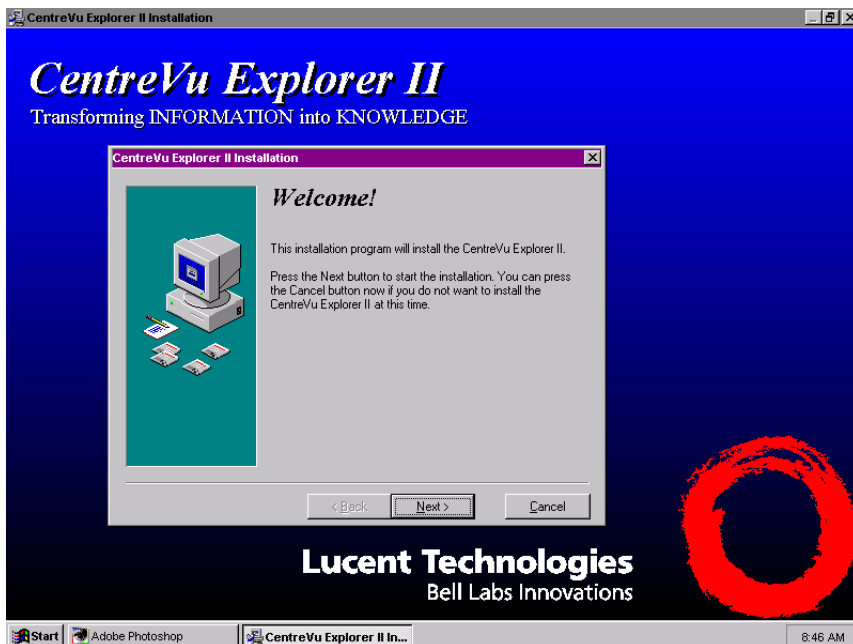 CentreVu Explorer II Installation
CentreVu Explorer II
Transforming INFORMATION into KNOWLEDGE
CentreVu Explorer II Installation
Welcome!
This installation program will install the CentreVu Explorer II.
Press the Next button to start the installation. You can press
the Cancel button now if you do not want to install the
CentreVu Explorer II at this time.
< Back Next > Cancel
Lucent Technologies
Bell Labs Innovations
Start Adobe Photoshop CentreVu Explorer II In... 8:46 AM